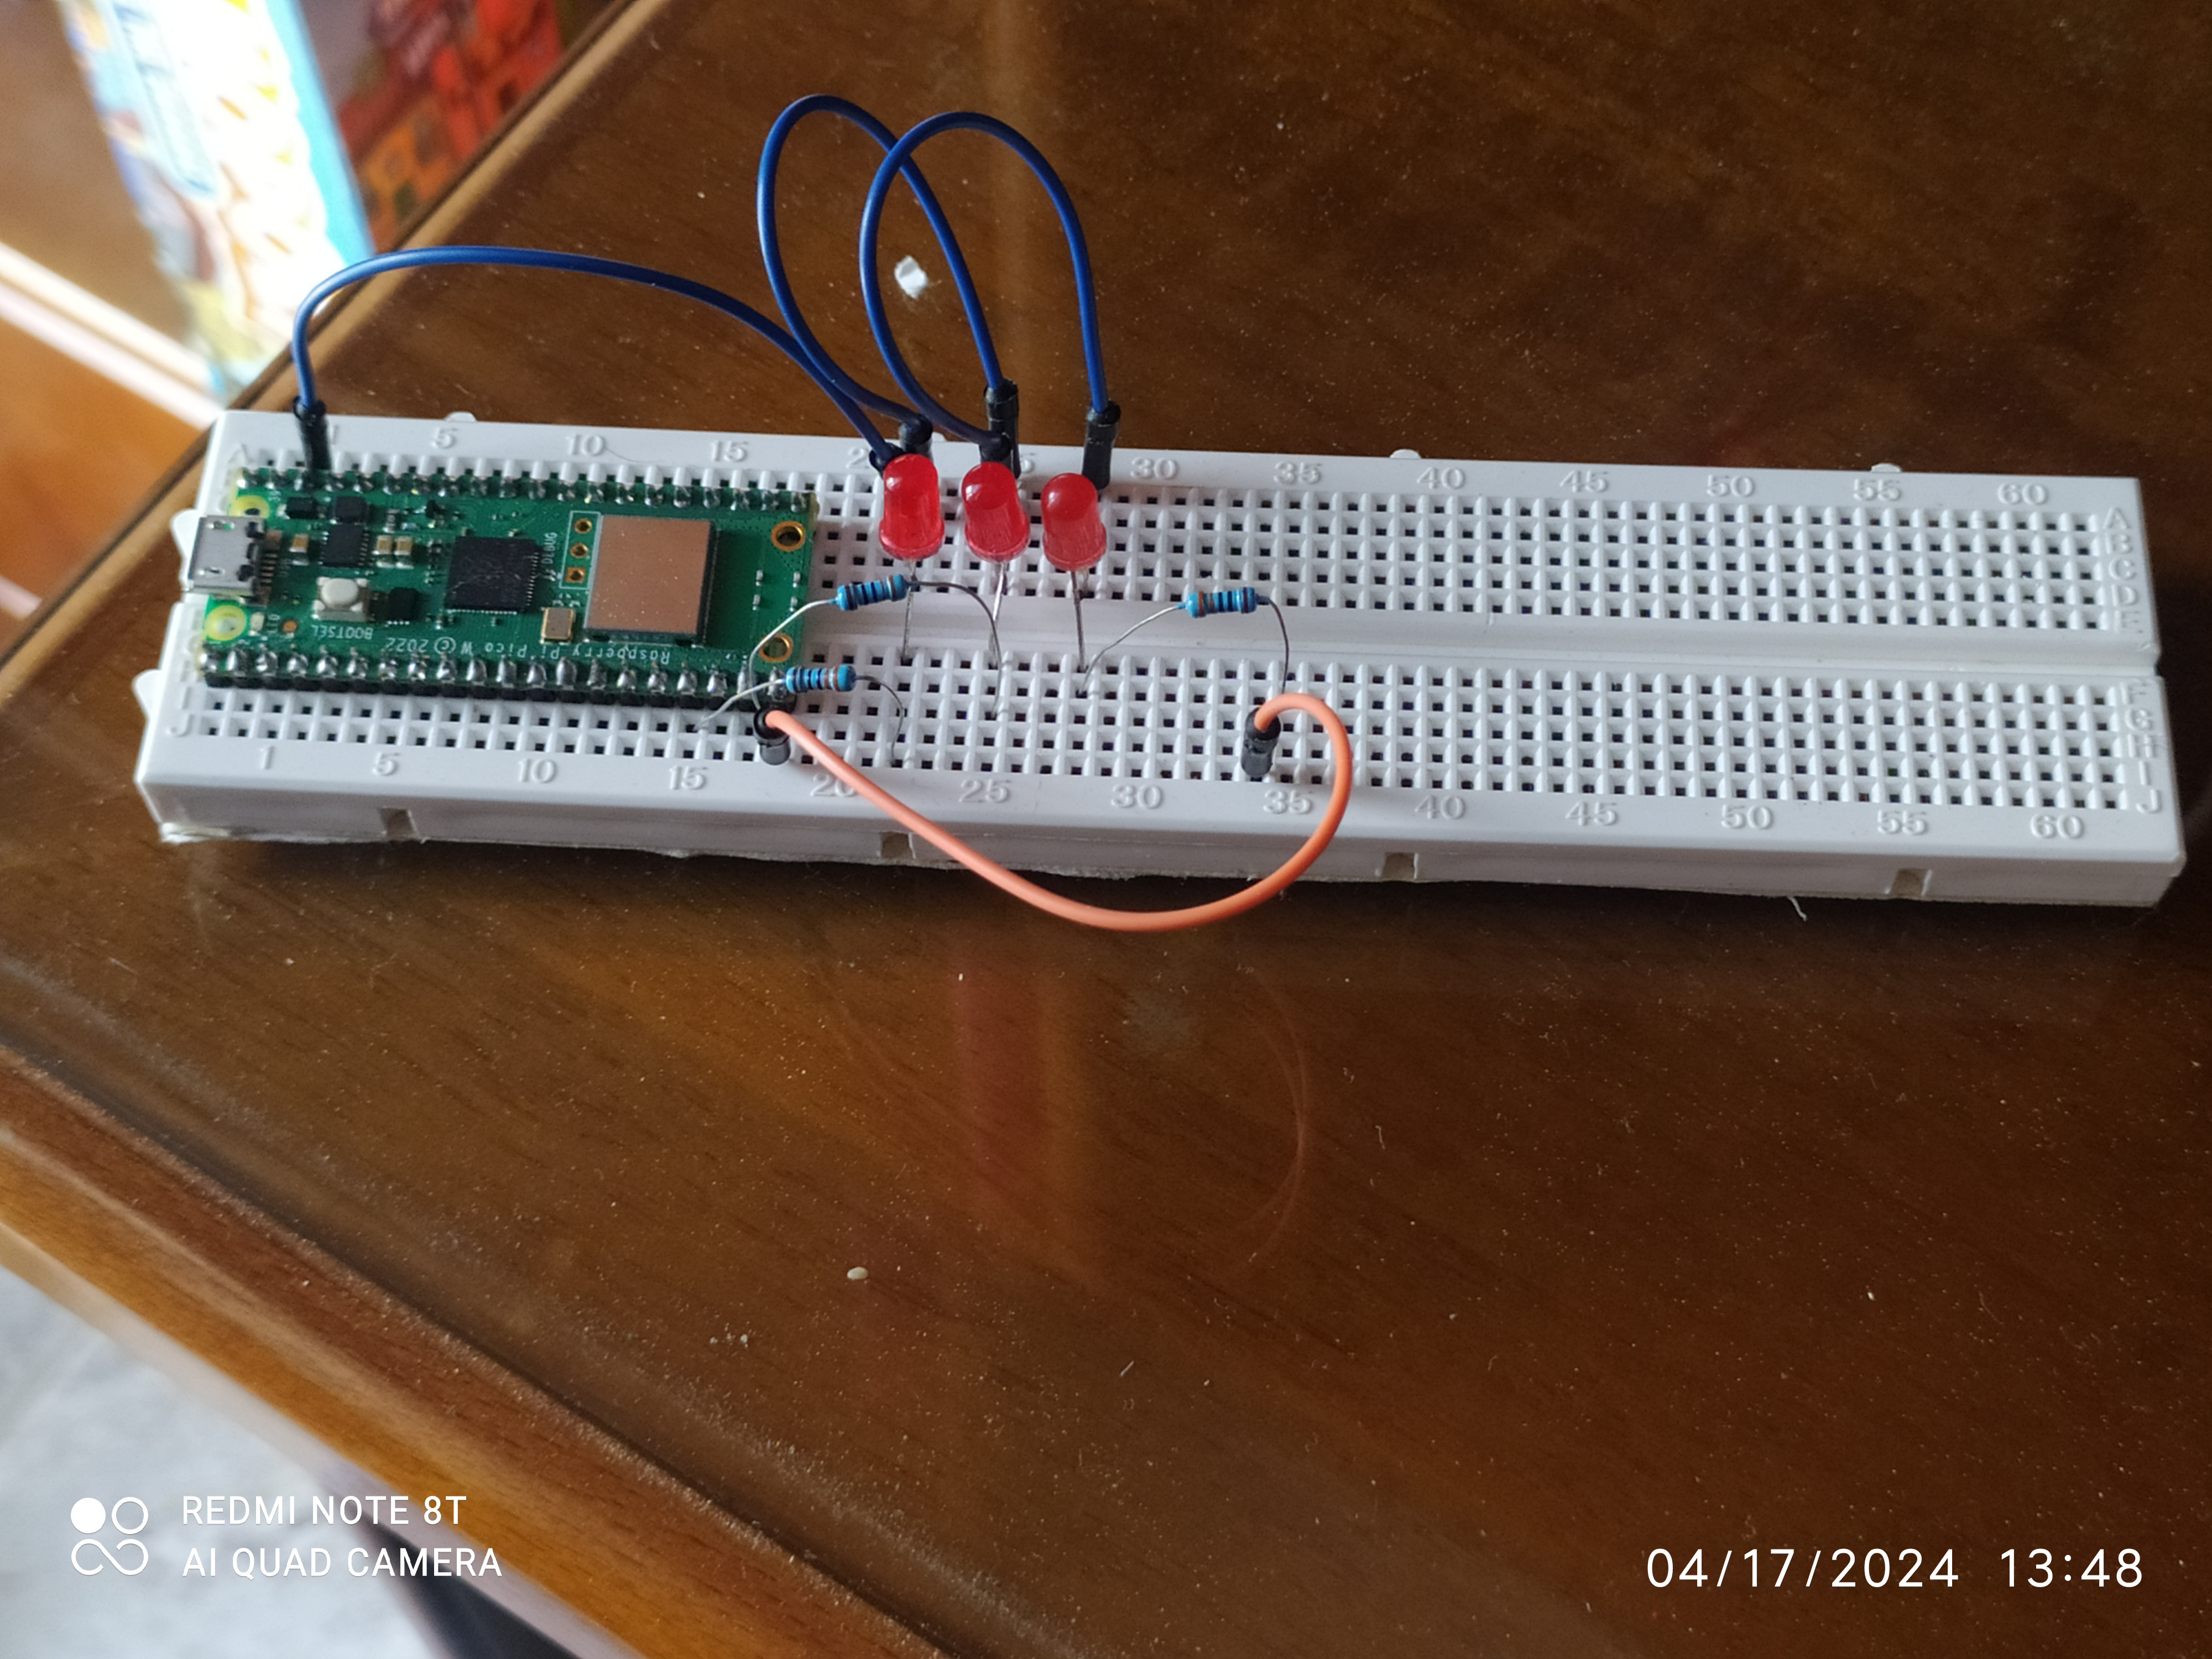 5 10 15 30 35 40 45 50 55 60
A
B
C
D
DEBUG
BOOTSEL
Raspberry Pi Pico W © 2022
J
F
G
H
I
J
1 5 10 15 20 25 30 35 40 45 50 55 60
REDMI NOTE 8T
AI QUAD CAMERA
04/17/2024 13:48